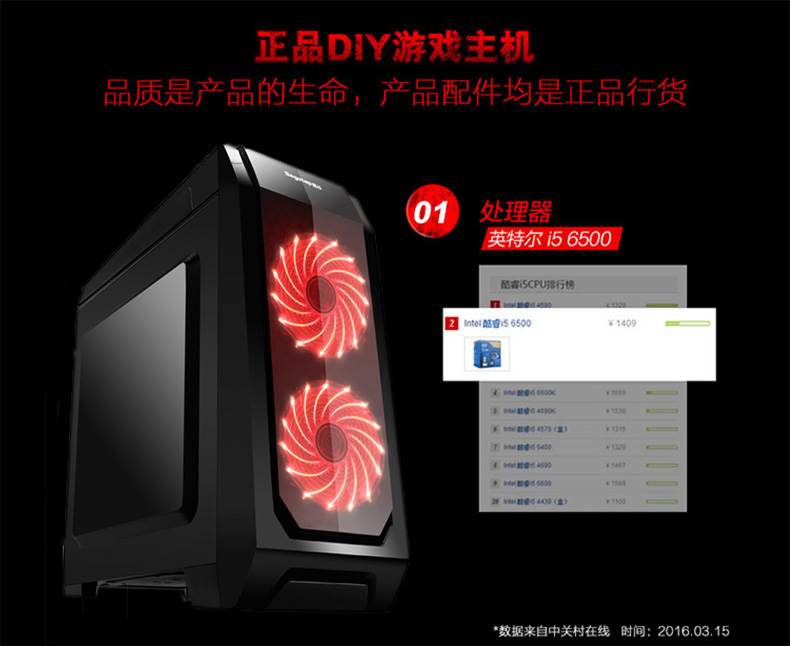 正品DIY游戏主机
品质是产品的生命，产品配件均是正品行货
01
处理器
英特尔 i5 6500
酷睿i5CPU排行榜
1 Intel 酷睿i5 4590 ¥ 1329
2 Intel 酷睿i5 6500 ¥ 1409
4 Intel 酷睿i5 6600K ¥ 1669
5 Intel 酷睿i5 4690K ¥ 1530
6 Intel 酷睿i5 4570（盒） ¥ 1315
7 Intel 酷睿i5 6400 ¥ 1329
8 Intel 酷睿i5 4690 ¥ 1467
9 Intel 酷睿i5 6600 ¥ 1589
10 Intel 酷睿i5 4430（盒） ¥ 1100
*数据来自中关村在线 时间：2016.03.15